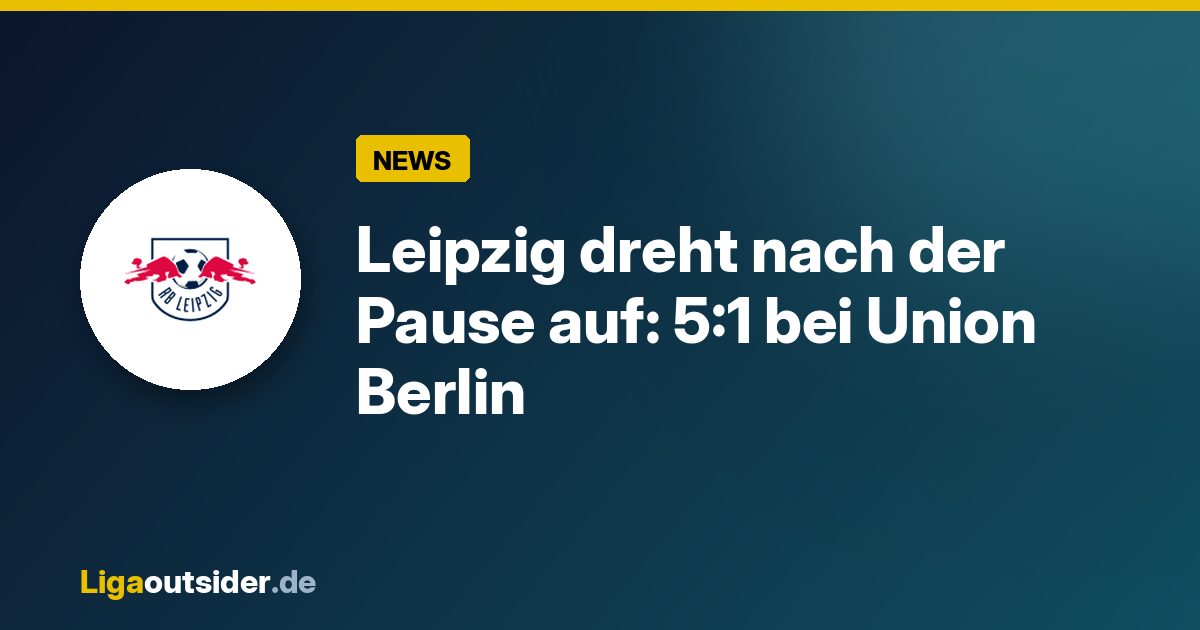 NEWS
Leipzig dreht nach der
Pause auf: 5:1 bei Union
Berlin
RB LEIPZIG
Ligaoutsider.de